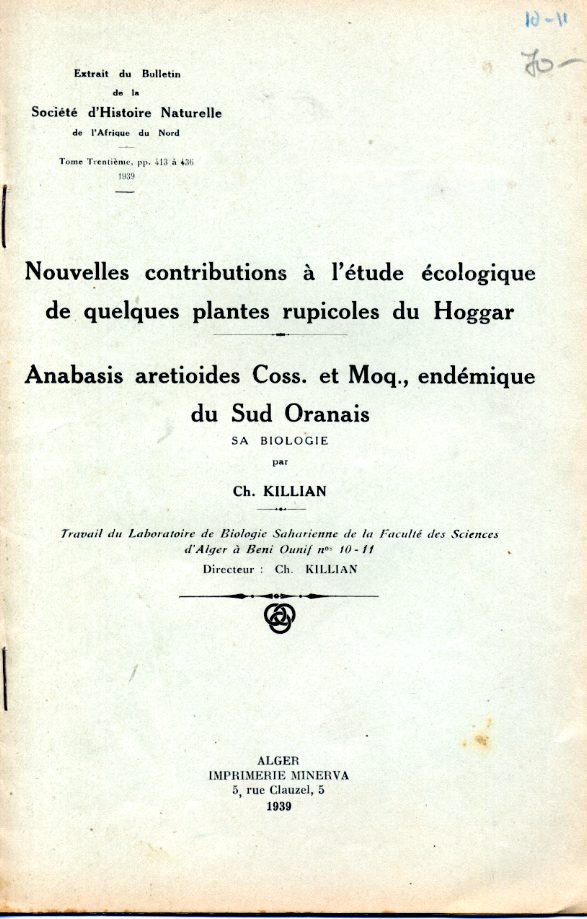 10-11
70-
Extrait du Bulletin
de la
Société d'Histoire Naturelle
de l'Afrique du Nord
Tome Trentième, pp. 413 à 436
1939
Nouvelles contributions à l'étude écologique
de quelques plantes rupicoles du Hoggar
Anabasis aretioides Coss. et Moq., endémique
du Sud Oranais
SA BIOLOGIE
par
Ch. KILLIAN
Travail du Laboratoire de Biologie Saharienne de la Faculté des Sciences
d'Alger à Beni Ounif nos 10-11
Directeur : Ch. KILLIAN
ALGER
IMPRIMERIE MINERVA
5, rue Clauzel, 5
1939